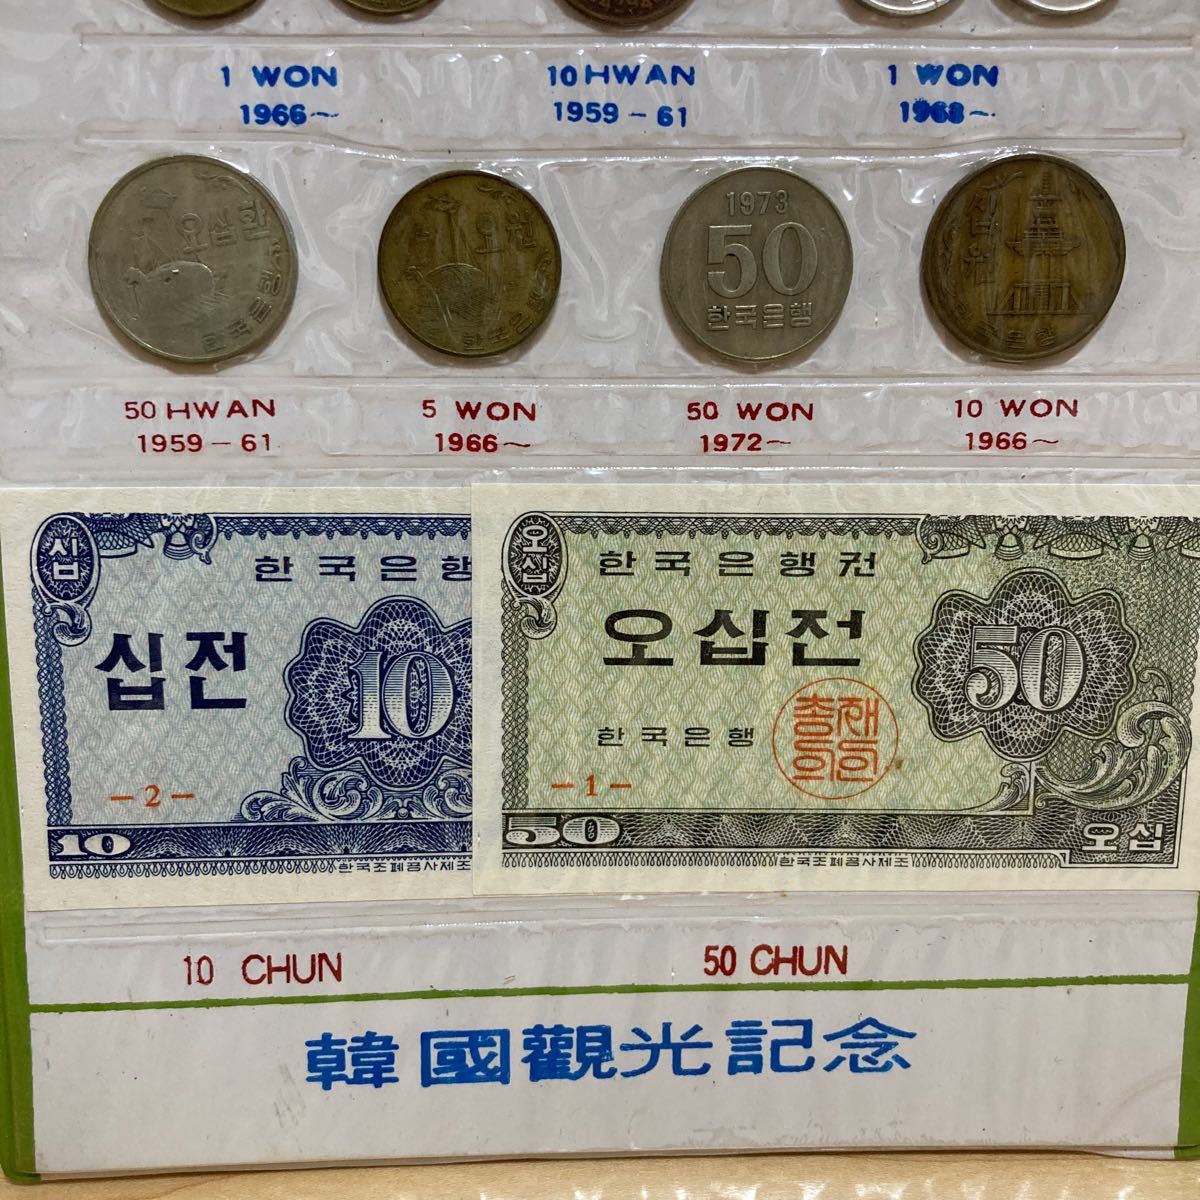 1 WON
1966~
10 HWAN
1959-61
1 WON
1968~
오십환
한국은행
오원
한국은행
1973
50
한국은행
십원
한국은행
50 HWAN
1959-61
5 WON
1966~
50 WON
1972~
10 WON
1966~
십
한국은행
십전
10
-2-
10
한국조폐공사제조
오십
한국은행권
오십전
50
한국은행
-1-
50
오십
한국조폐공사제조
10 CHUN
50 CHUN
韓國觀光記念